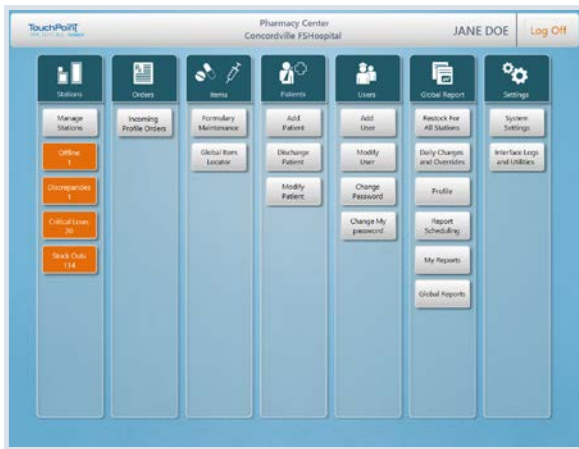 TouchPoint
Pharmacy Center
Concordville FSHospital
JANE DOE
Log Off
Stations
Orders
Items
Patients
Users
Global Report
Settings
Manage
Stations
Offline
1
Discrepancies
1
Critical Lows
20
Stock Outs
114
Incoming
Profile Orders
Formulary
Maintenance
Global Item
Locator
Add
Patient
Discharge
Patient
Modify
Patient
Add
User
Modify
User
Change
Password
Change My
password
Restock For
All Stations
Daily Charges
and Overrides
Profile
Report
Scheduling
My Reports
Global Reports
System
Settings
Interface Logs
and Utilities